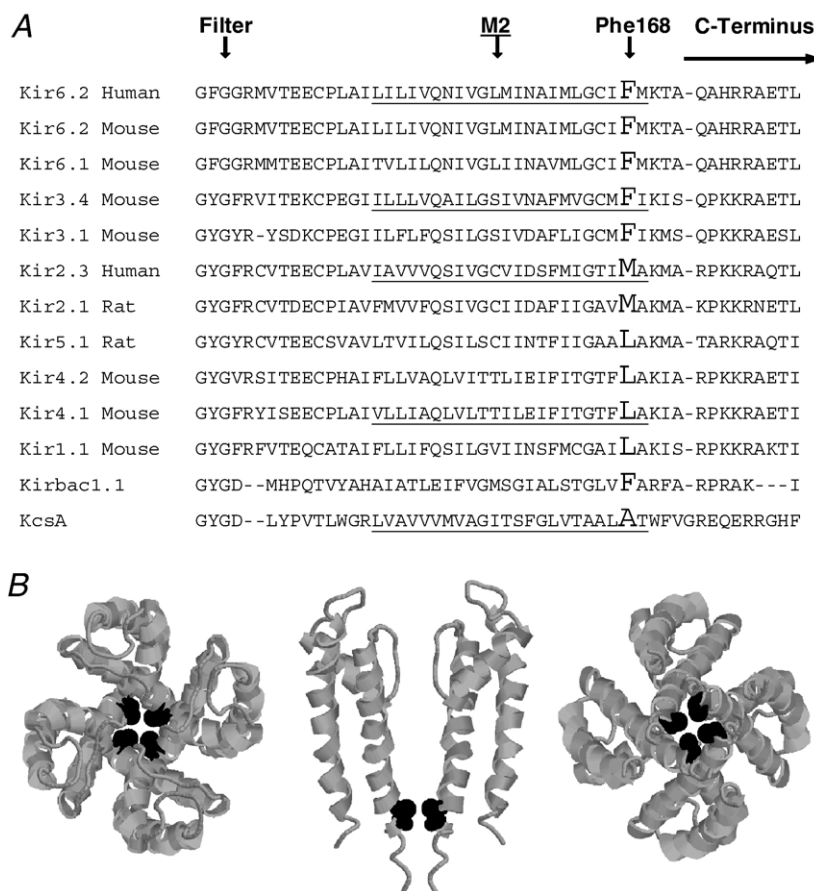 A
Filter M2 Phe168 C-Terminus
Kir6.2 Human GFGGRMVTEECPLAILILIVQNIVGLMINAIMLGCIFMKTA-QAHRRAETL
Kir6.2 Mouse GFGGRMVTEECPLAILILIVQNIVGLMINAIMLGCIFMKTA-QAHRRAETL
Kir6.1 Mouse GFGGRMMTEECPLAITVLILQNIVGLIINAVMLGCIFMKTA-QAHRRAETL
Kir3.4 Mouse GYGFRVITEKCPEGIILLLVQAILGSIVNAFMVGCMFIKIS-QPKKRAETL
Kir3.1 Mouse GYGYR-YSDKCPEGIILFLFQSILGSIVDAFLIGCMFIKMS-QPKKRAESL
Kir2.3 Human GYGFRCVTEECPLAVIAVVVQSIVGCVIDSFMIGTIMAKMA-RPKKRAQTL
Kir2.1 Rat GYGFRCVTDECPIAVFMVVFQSIVGCIIDAFIIGAVMAKMA-KPKKRNETL
Kir5.1 Rat GYGYRCVTEECSVAVLTVILQSILSCIINTFIIGAALAKMA-TARKRAQTI
Kir4.2 Mouse GYGVRSITEECPHAIFLLVAQLVITTLIEIFITGTFLAKIA-RPKKRAETI
Kir4.1 Mouse GYGFRYISEECPLAIVLLIAQLVLTTILEIFITGTFLAKIA-RPKKRAETI
Kir1.1 Mouse GYGFRFVTEQCATAIFLLIFQSILGVIINSFMCGAILAKIS-RPKKRAKTI
Kirbac1.1 GYGD--MHPQTVYAHAIATLEIFVGMSGIALSTGLVFARFA-RPRAK---I
KcsA GYGD--LYPVTLWGRLVAVVVMVAGITSFGLVTAALATWFVGREQERRGHF
B